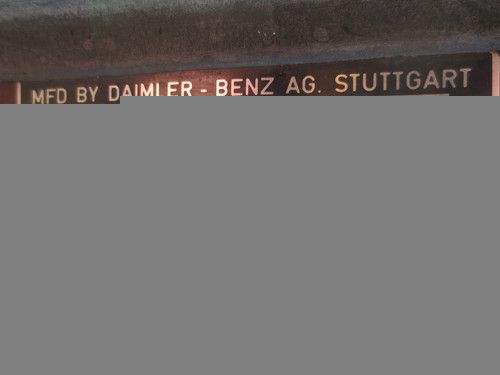 MFD BY DAIMLER - BENZ AG. STUTTGART